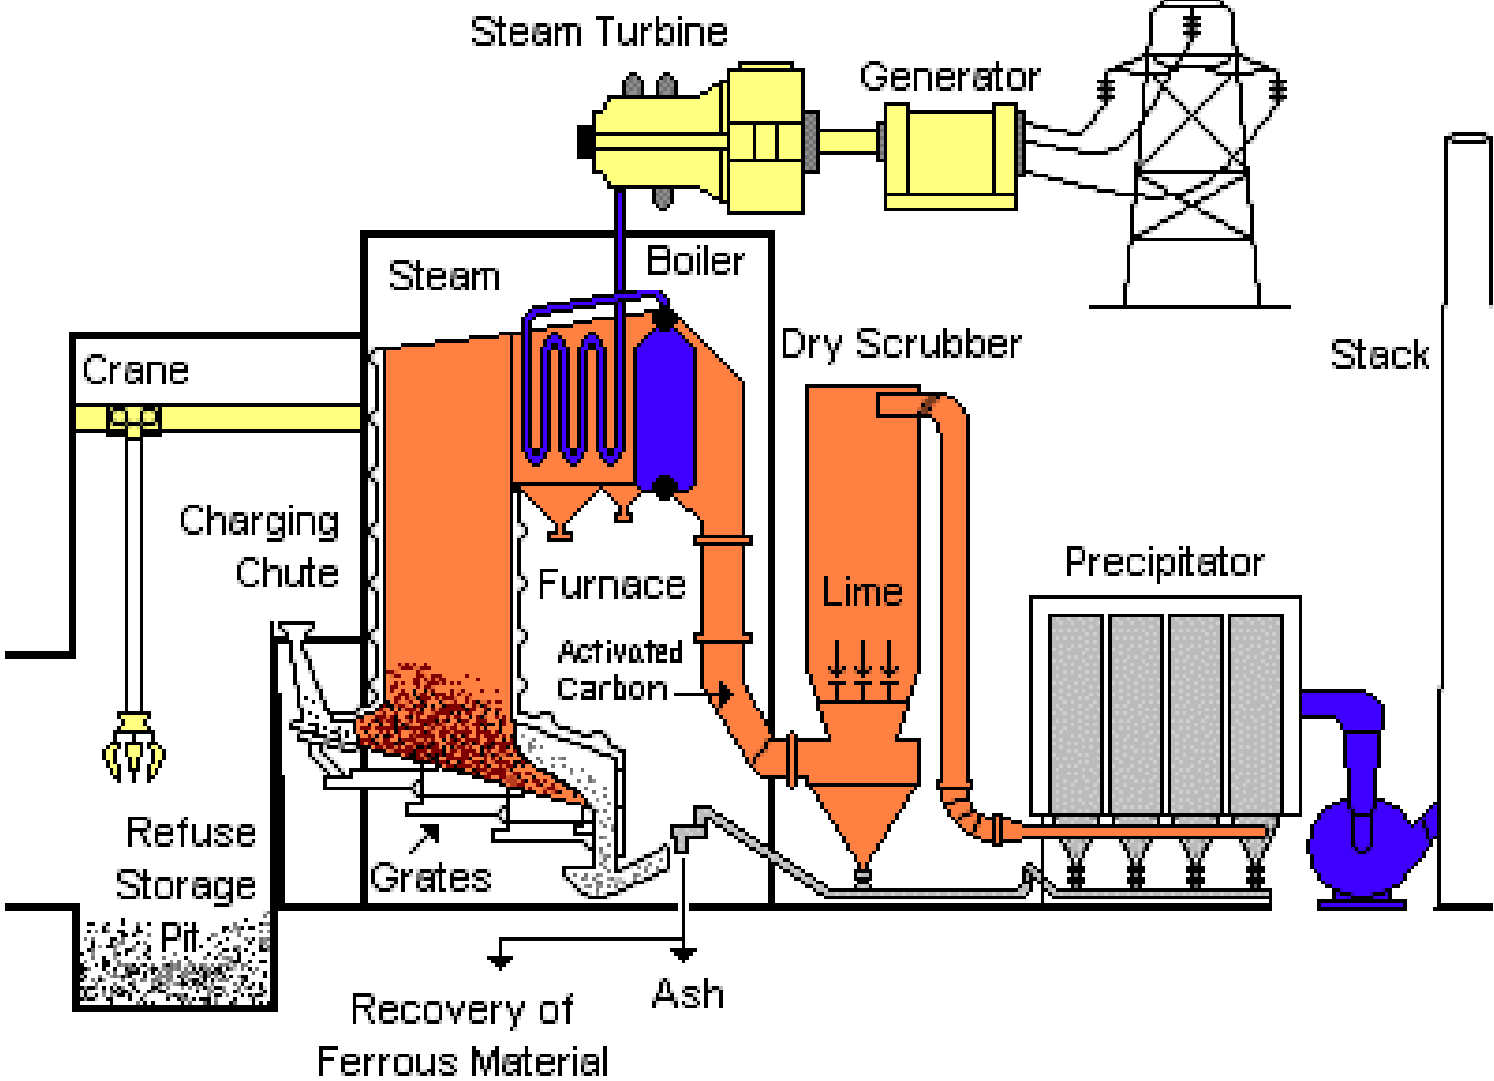 Steam Turbine
Generator
Steam
Boiler
Crane
Dry Scrubber
Stack
Charging
Chute
Furnace
Lime
Precipitator
Activated
Carbon
Refuse
Storage
Pit
Grates
Recovery of
Ferrous Material
Ash